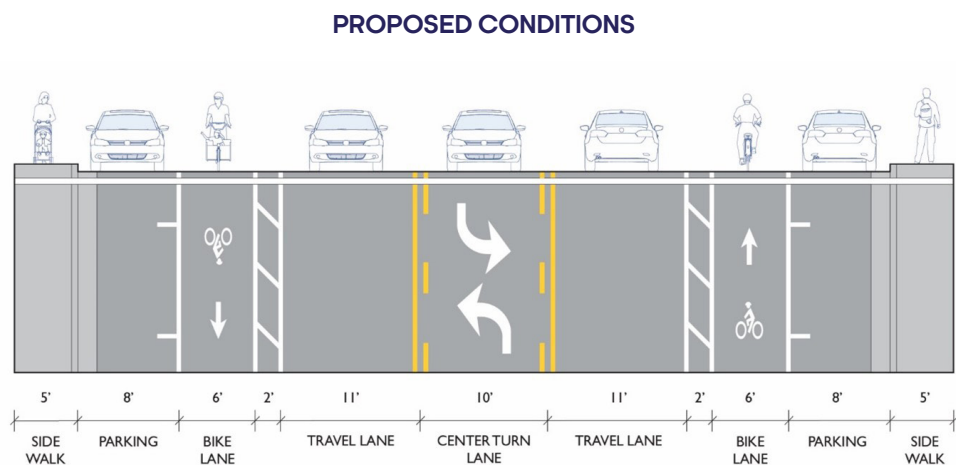 PROPOSED CONDITIONS
5' 8' 6' 2' 11' 10' 11' 2' 6' 8' 5'
SIDE WALK
PARKING
BIKE LANE
TRAVEL LANE
CENTER TURN LANE
TRAVEL LANE
BIKE LANE
PARKING
SIDE WALK